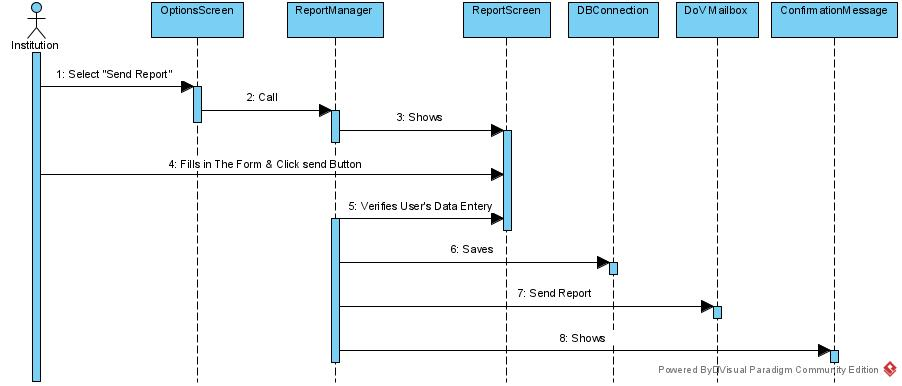 OptionsScreen
ReportManager
ReportScreen
DBConnection
DoVMailbox
ConfirmationMessage
Institution
1: Select "Send Report"
2: Call
3: Shows
4: Fills in The Form & Click send Button
5: Verifies User's Data Entery
6: Saves
7: Send Report
8: Shows
Powered By Visual Paradigm Community Edition